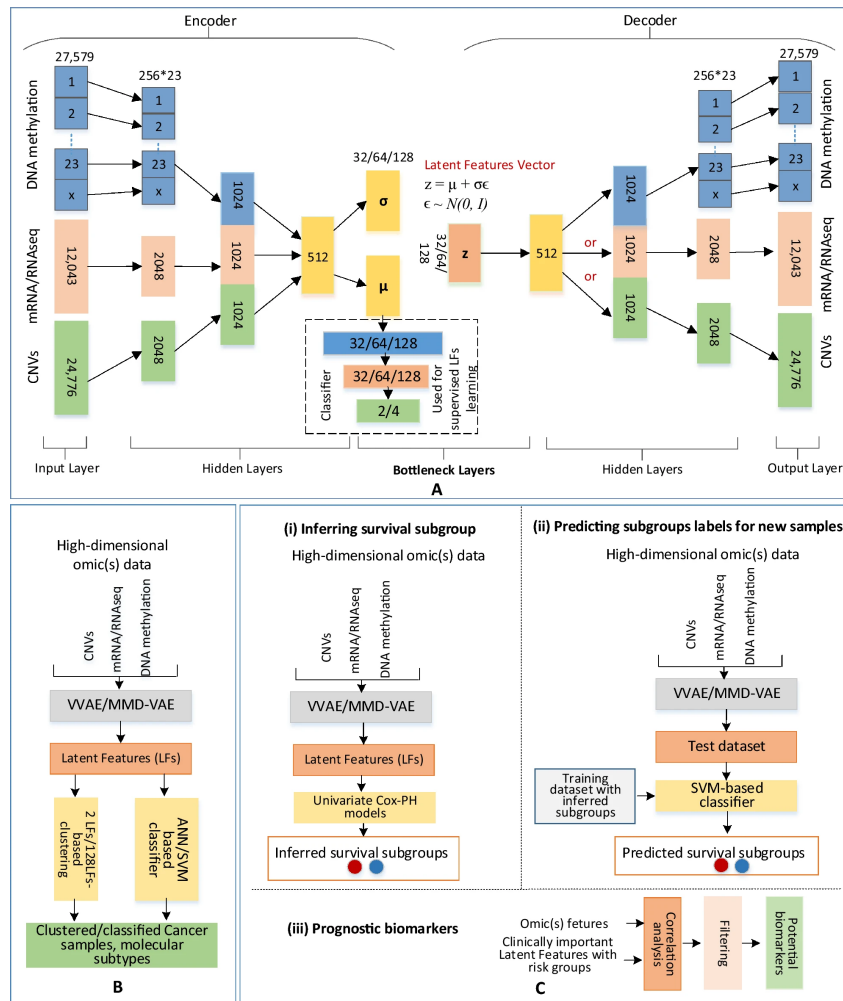 Encoder
Decoder
27,579
256*23
1
2
23
x
1
2
23
x
DNA methylation
12,043
mRNA/RNAseq
24,776
CNVs
2048
2048
1024
1024
1024
512
32/64/128
σ
μ
32/64/128
32/64/128
2/4
Classifier
Used for
supervised LFs
learning
Latent Features Vector
z = μ + σϵ
ϵ ~ N(0, I)
32/64/
128
z
512
or
or
1024
1024
1024
256*23
1
2
23
x
2048
2048
27,579
1
2
23
x
DNA methylation
12,043
mRNA/RNAseq
24,776
CNVs
Input Layer
Hidden Layers
Bottleneck Layers
Hidden Layers
Output Layer
A
High-dimensional
omic(s) data
CNVs
mRNA/RNAseq
DNA methylation
VVAE/MMD-VAE
Latent Features (LFs)
2 LFs/128LFs-
based
clustering
ANN/SVM
based
classifier
Clustered/classified Cancer
samples, molecular
subtypes
B
(i) Inferring survival subgroup
High-dimensional omic(s) data
CNVs
mRNA/RNAseq
DNA methylation
VVAE/MMD-VAE
Latent Features (LFs)
Univariate Cox-PH
models
Inferred survival subgroups
(ii) Predicting subgroups labels for new samples
High-dimensional omic(s) data
CNVs
mRNA/RNAseq
DNA methylation
VVAE/MMD-VAE
Test dataset
Training
dataset with
inferred
subgroups
SVM-based
classifier
Predicted survival subgroups
(iii) Prognostic biomarkers
Omic(s) fetures
Clinically important
Latent Features with
risk groups
Correlation
analysis
Filtering
Potential
biomarkers
C